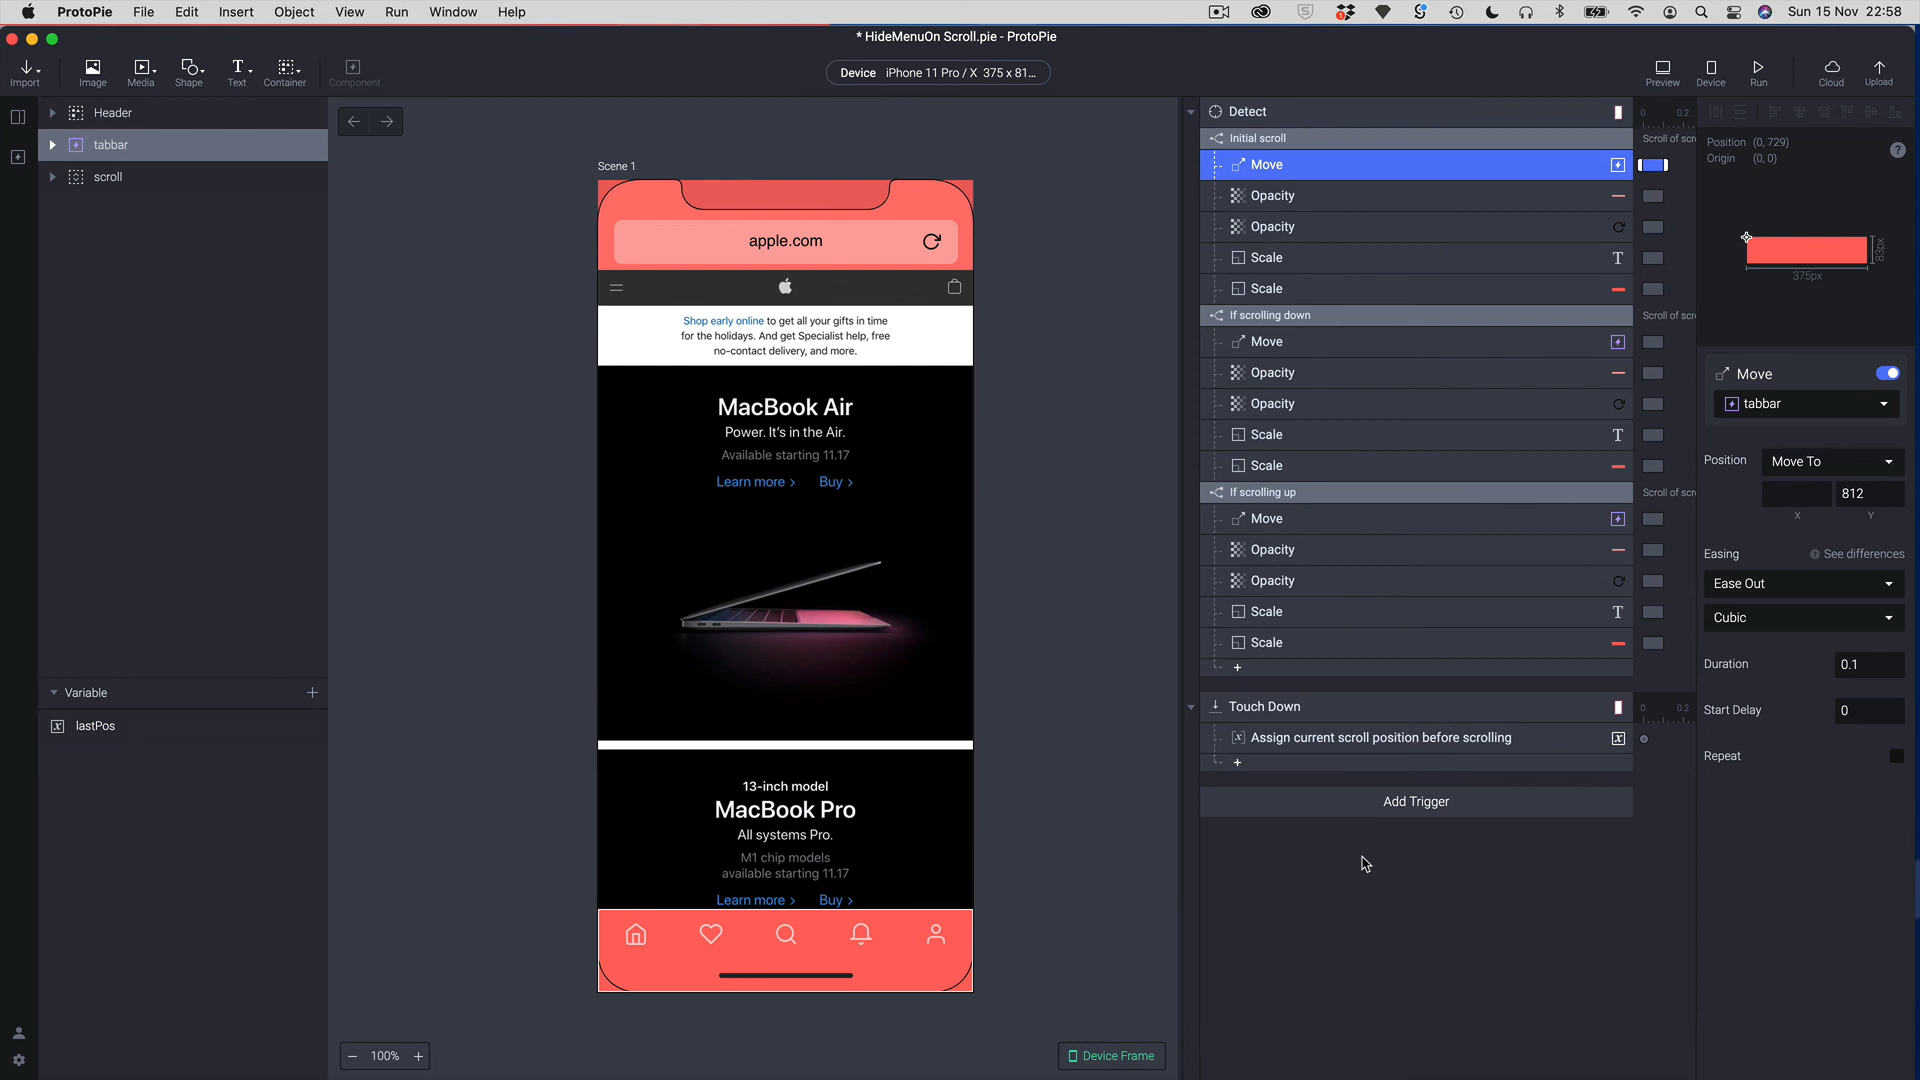 ProtoPie File Edit Insert Object View Run Window Help
Sun 15 Nov 22:58
* HideMenuOn Scroll.pie - ProtoPie
Import Image Media Shape Text Container Component
Device iPhone 11 Pro / X 375 x 81...
Preview Device Run Cloud Upload
Header
tabbar
scroll
Variable
lastPos
Scene 1
apple.com
Shop early online to get all your gifts in time
for the holidays. And get Specialist help, free
no-contact delivery, and more.
MacBook Air
Power. It's in the Air.
Available starting 11.17
Learn more > Buy >
13-inch model
MacBook Pro
All systems Pro.
M1 chip models
available starting 11.17
Learn more > Buy >
100%
Device Frame
Detect
0 0.2
Initial scroll
Scroll of scr
Move
Opacity
Opacity
Scale T
Scale
If scrolling down
Scroll of scr
Move
Opacity
Opacity
Scale T
Scale
If scrolling up
Scroll of scr
Move
Opacity
Opacity
Scale T
Scale
+
Touch Down
0 0.2
Assign current scroll position before scrolling
+
Add Trigger
Position (0, 729)
Origin (0, 0)
83px
375px
Move
tabbar
Position Move To
812
X Y
Easing See differences
Ease Out
Cubic
Duration 0.1
Start Delay 0
Repeat